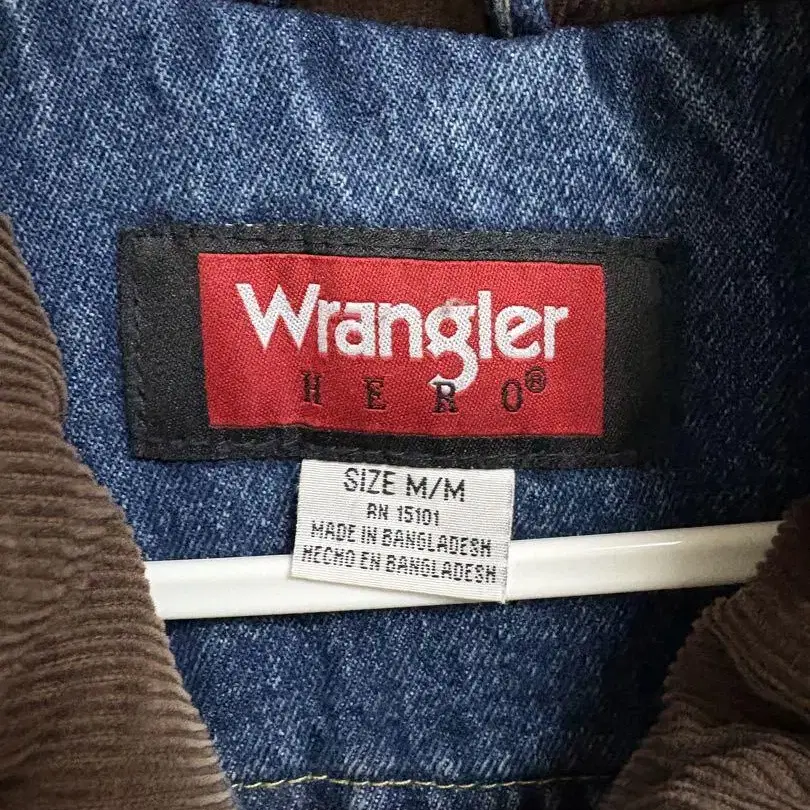 Wrangler
HERO®
SIZE M/M
RN 15101
MADE IN BANGLADESH
HECHO EN BANGLADESH